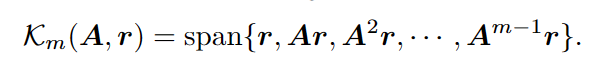 𝒦ₘ(𝑨, 𝒓) = span{𝒓, 𝑨𝒓, 𝑨²𝒓, ⋯ , 𝑨ᵐ⁻¹𝒓}.